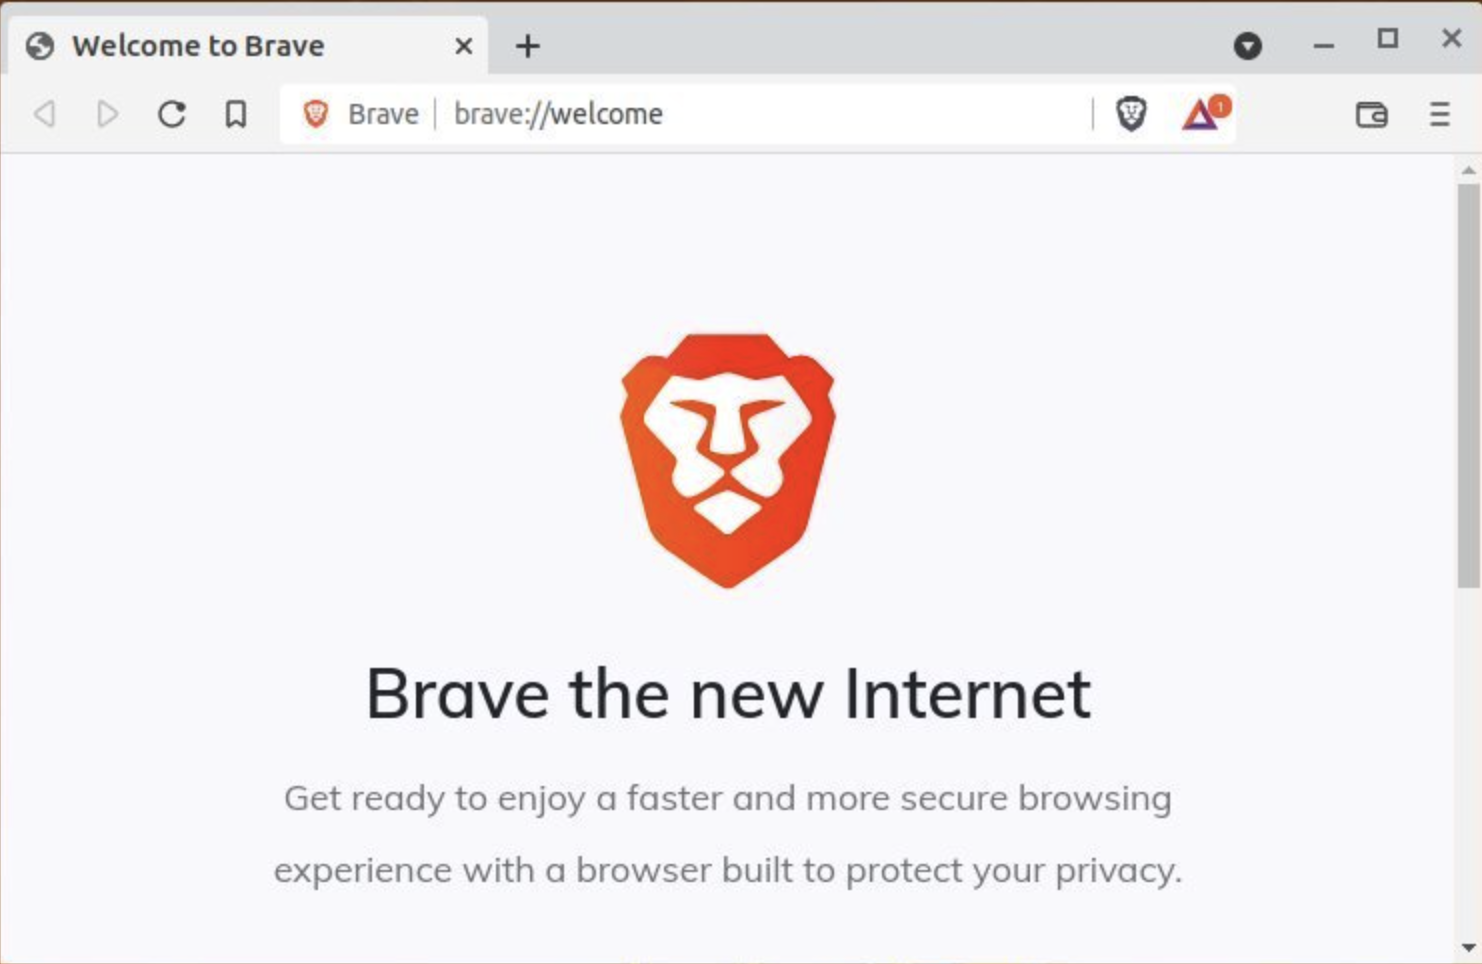 Welcome to Brave
Brave
brave://welcome
1
Brave the new Internet
Get ready to enjoy a faster and more secure browsing
experience with a browser built to protect your privacy.